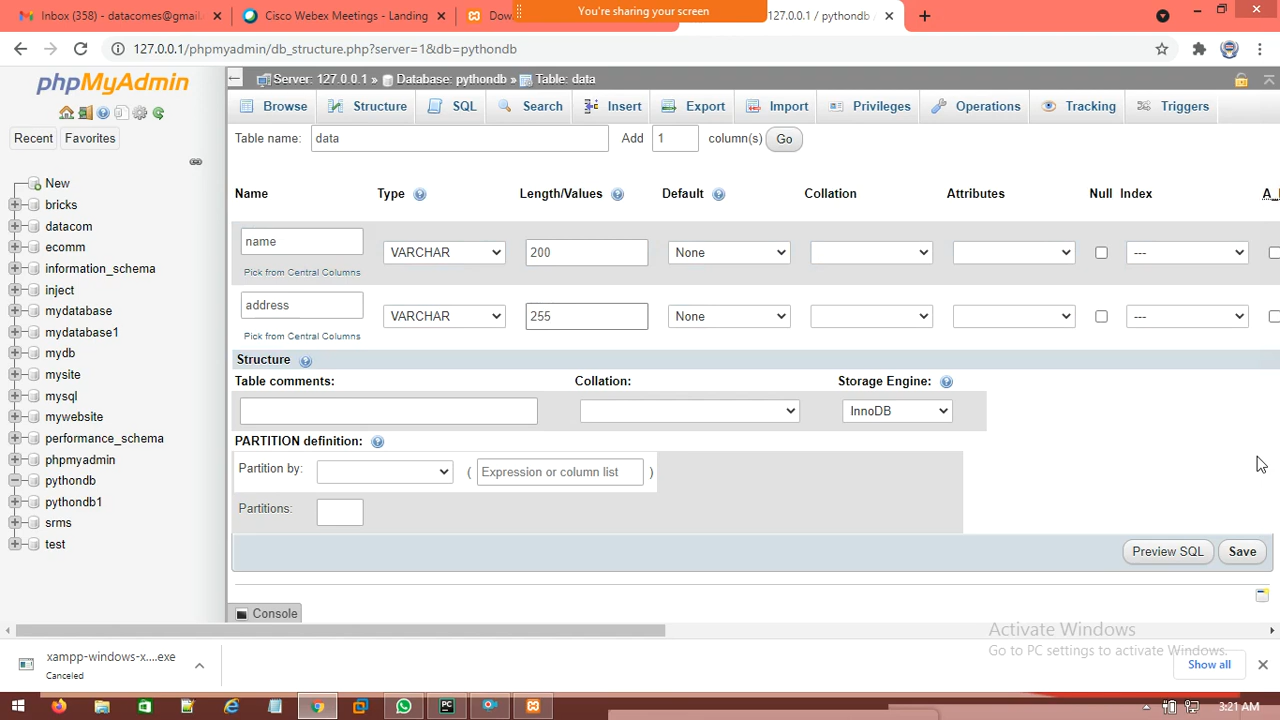 Inbox (358) - datacomes@gmail.
Cisco Webex Meetings - Landing
Dow
You're sharing your screen
127.0.0.1 / pythondb
127.0.0.1/phpmyadmin/db_structure.php?server=1&db=pythondb
phpMyAdmin
Server: 127.0.0.1 » Database: pythondb » Table: data
Browse Structure SQL Search Insert Export Import Privileges Operations Tracking Triggers
Recent Favorites
Table name: data Add 1 column(s) Go
New
bricks
datacom
ecomm
information_schema
inject
mydatabase
mydatabase1
mydb
mysite
mysql
mywebsite
performance_schema
phpmyadmin
pythondb
pythondb1
srms
test
Name Type Length/Values Default Collation Attributes Null Index A_
name VARCHAR 200 None ---
Pick from Central Columns
address VARCHAR 255 None ---
Pick from Central Columns
Structure
Table comments: Collation: Storage Engine:
InnoDB
PARTITION definition:
Partition by: ( Expression or column list )
Partitions:
Preview SQL Save
Console
Activate Windows
Go to PC settings to activate Windows.
xampp-windows-x....exe
Canceled
Show all
3:21 AM